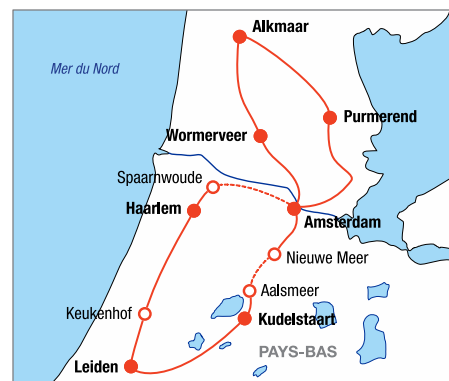 Alkmaar
Mer du Nord
Purmerend
Wormerveer
Spaarnwoude
Haarlem
Amsterdam
Nieuwe Meer
Aalsmeer
Keukenhof
Kudelstaart
PAYS-BAS
Leiden